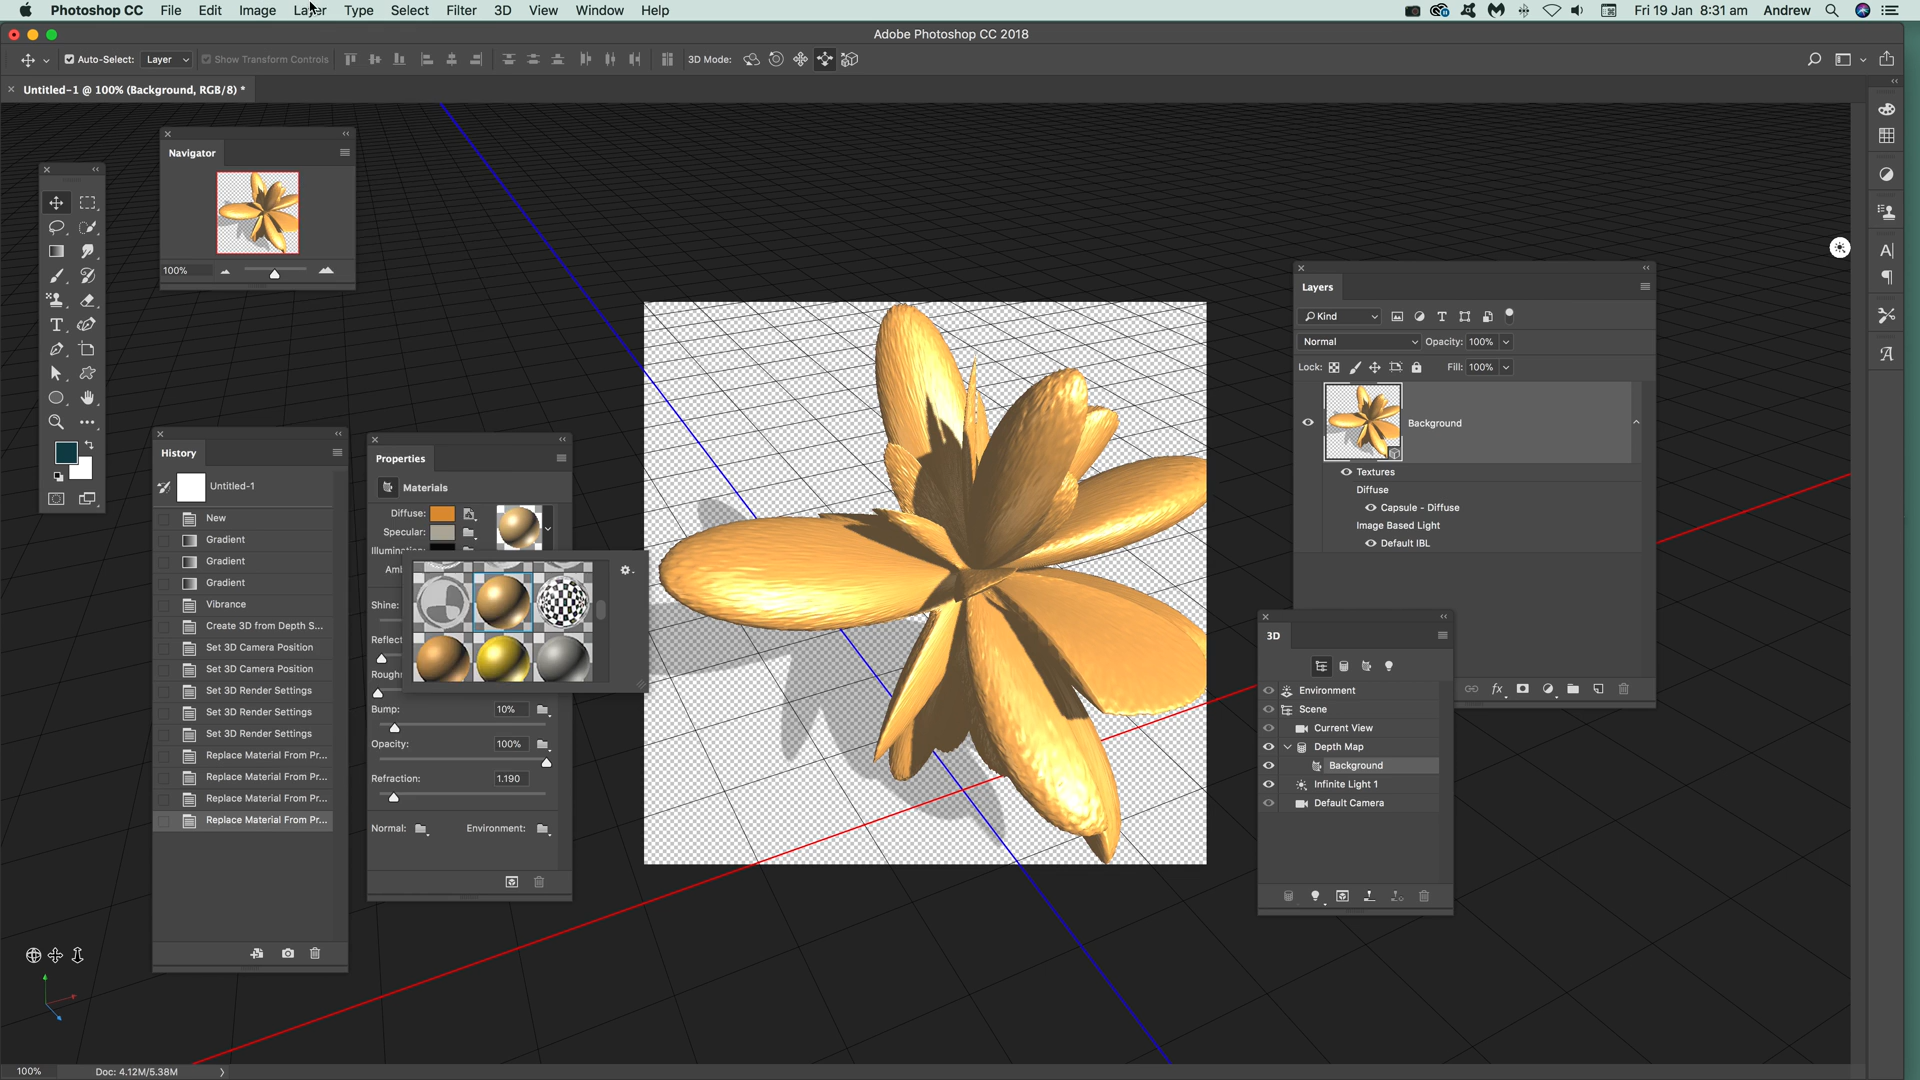 Photoshop CC File Edit Image Layer Type Select Filter 3D View Window Help Fri 19 Jan 8:31 am Andrew
Adobe Photoshop CC 2018
Auto-Select: Layer Show Transform Controls 3D Mode:
Untitled-1 @ 100% (Background, RGB/8) *
Navigator
100%
History
Untitled-1
New
Gradient
Gradient
Gradient
Vibrance
Create 3D from Depth S...
Set 3D Camera Position
Set 3D Camera Position
Set 3D Render Settings
Set 3D Render Settings
Set 3D Render Settings
Replace Material From Pr...
Replace Material From Pr...
Replace Material From Pr...
Replace Material From Pr...
Properties
Materials
Diffuse:
Specular:
Shine:
Bump: 10%
Opacity: 100%
Refraction: 1.190
Normal: Environment:
Layers
Kind
Normal Opacity: 100%
Lock: Fill: 100%
Background
Textures
Diffuse
Capsule - Diffuse
Image Based Light
Default IBL
3D
Environment
Scene
Current View
Depth Map
Background
Infinite Light 1
Default Camera
100% Doc: 4.12M/5.38M